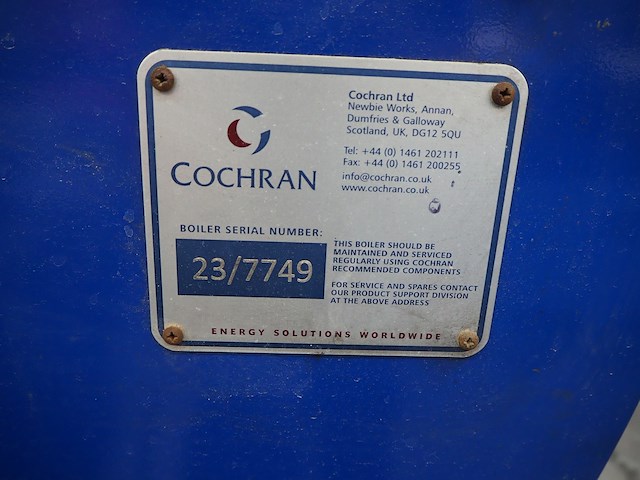 Cochran Ltd
Newbie Works, Annan,
Dumfries & Galloway
Scotland, UK, DG12 5QU
Tel: +44 (0) 1461 202111
Fax: +44 (0) 1461 200255
info@cochran.co.uk
www.cochran.co.uk
COCHRAN
BOILER SERIAL NUMBER:
23/7749
THIS BOILER SHOULD BE
MAINTAINED AND SERVICED
REGULARLY USING COCHRAN
RECOMMENDED COMPONENTS
FOR SERVICE AND SPARES CONTACT
OUR PRODUCT SUPPORT DIVISION
AT THE ABOVE ADDRESS
ENERGY SOLUTIONS WORLDWIDE